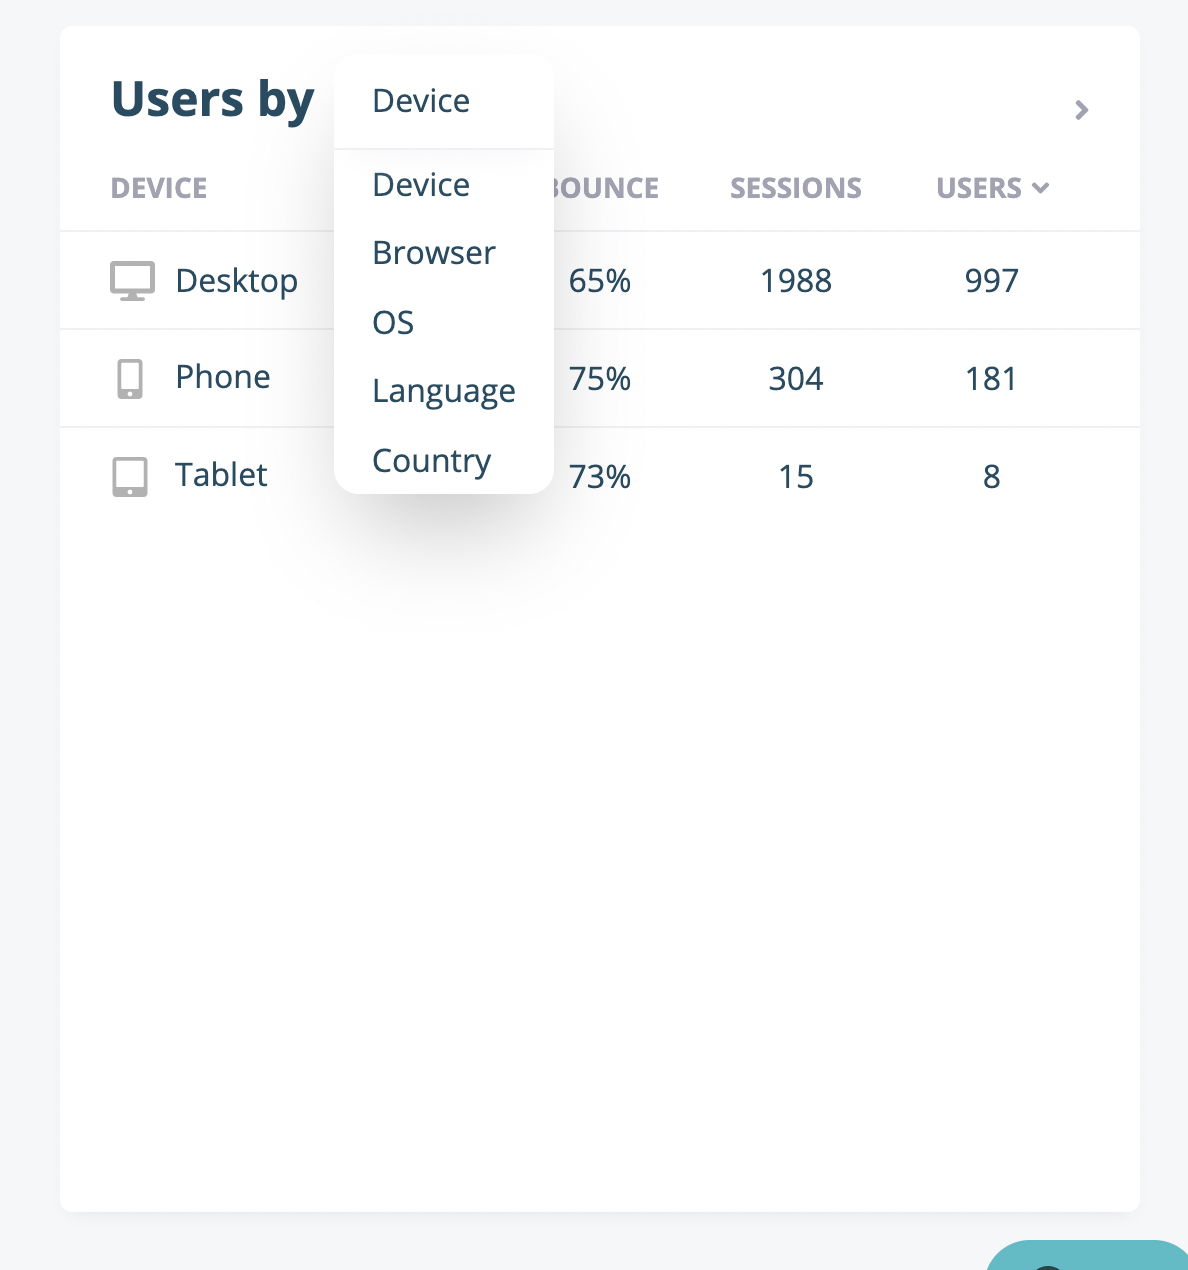 Users by Device
DEVICE Device BOUNCE SESSIONS USERS
Browser
Desktop 65% 1988 997
OS
Phone 75% 304 181
Language
Country
Tablet 73% 15 8